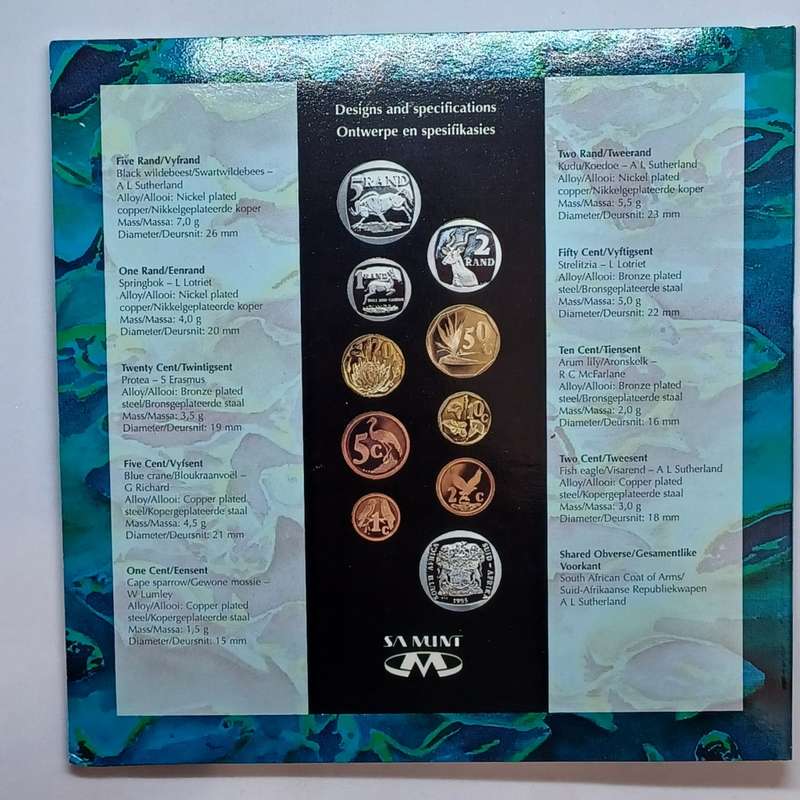 Designs and specifications
Ontwerpe en spesifikasies
Five Rand/Vyfrand
Black wildebeest/Swartwildebees –
A L Sutherland
Alloy/Allooi: Nickel plated
copper/Nikkelgeplateerde koper
Mass/Massa: 7,0 g
Diameter/Deursnit: 26 mm
One Rand/Eenrand
Springbok – L Lotriet
Alloy/Allooi: Nickel plated
copper/Nikkelgeplateerde koper
Mass/Massa: 4,0 g
Diameter/Deursnit: 20 mm
Twenty Cent/Twintigsent
Protea – S Erasmus
Alloy/Allooi: Bronze plated
steel/Bronsgeplateerde staal
Mass/Massa: 3,5 g
Diameter/Deursnit: 19 mm
Five Cent/Vyfsent
Blue crane/Bloukraanvoël –
G Richard
Alloy/Allooi: Copper plated
steel/Kopergeplateerde staal
Mass/Massa: 4,5 g
Diameter/Deursnit: 21 mm
One Cent/Eensent
Cape sparrow/Gewone mossie –
W Lumley
Alloy/Allooi: Copper plated
steel/Kopergeplateerde staal
Mass/Massa: 1,5 g
Diameter/Deursnit: 15 mm
5 RAND
2
RAND
1
RAND
20
50
5c
2c
1c
SOUTH AFRICA SUID-AFRIKA
1995
SA MINT
Two Rand/Tweerand
Kudu/Koedoe – A L Sutherland
Alloy/Allooi: Nickel plated
copper/Nikkelgeplateerde koper
Mass/Massa: 5,5 g
Diameter/Deursnit: 23 mm
Fifty Cent/Vyftigsent
Strelitzia – L Lotriet
Alloy/Allooi: Bronze plated
steel/Bronsgeplateerde staal
Mass/Massa: 5,0 g
Diameter/Deursnit: 22 mm
Ten Cent/Tiensent
Arum lily/Aronskelk –
R C McFarlane
Alloy/Allooi: Bronze plated
steel/Bronsgeplateerde staal
Mass/Massa: 2,0 g
Diameter/Deursnit: 16 mm
Two Cent/Tweesent
Fish eagle/Visarend – A L Sutherland
Alloy/Allooi: Copper plated
steel/Kopergeplateerde staal
Mass/Massa: 3,0 g
Diameter/Deursnit: 18 mm
Shared Obverse/Gesamentlike
Voorkant
South African Coat of Arms/
Suid-Afrikaanse Republiekwapen
A L Sutherland